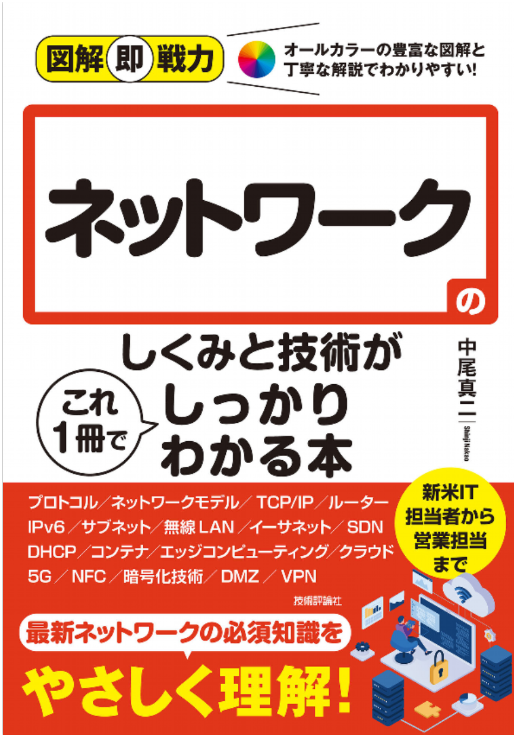 図解即戦力
オールカラーの豊富な図解と
丁寧な解説でわかりやすい!
ネットワークの
しくみと技術が
これ
1冊で
しっかり
わかる本
中尾真二
Shinji Nakao
プロトコル/ネットワークモデル/TCP/IP/ルーター
IPv6/サブネット/無線LAN/イーサネット/SDN
DHCP/コンテナ/エッジコンピューティング/クラウド
5G/NFC/暗号化技術/DMZ/VPN
新米IT
担当者から
営業担当
まで
技術評論社
最新ネットワークの必須知識を
やさしく理解!